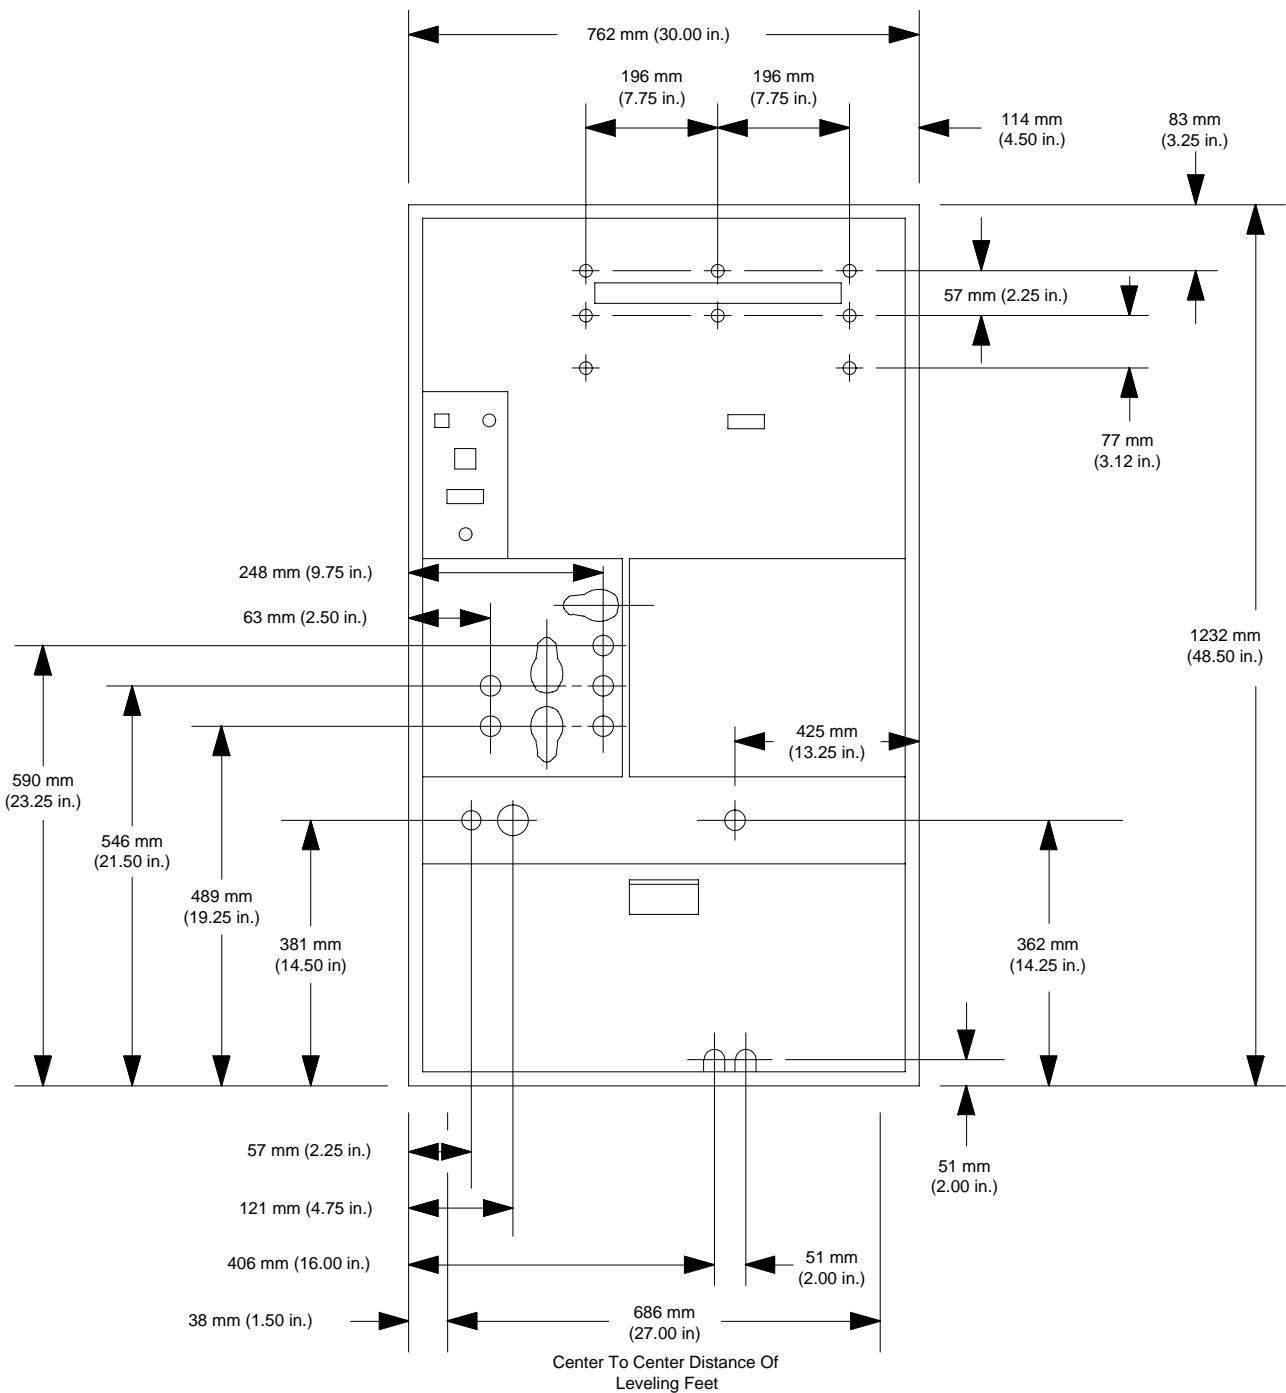 762 mm (30.00 in.)
196 mm
(7.75 in.)
196 mm
(7.75 in.)
114 mm
(4.50 in.)
83 mm
(3.25 in.)
57 mm (2.25 in.)
77 mm
(3.12 in.)
248 mm (9.75 in.)
63 mm (2.50 in.)
1232 mm
(48.50 in.)
425 mm
(13.25 in.)
590 mm
(23.25 in.)
546 mm
(21.50 in.)
489 mm
(19.25 in.)
381 mm
(14.50 in)
362 mm
(14.25 in.)
57 mm (2.25 in.)
51 mm
(2.00 in.)
121 mm (4.75 in.)
406 mm (16.00 in.)
51 mm
(2.00 in.)
38 mm (1.50 in.)
686 mm
(27.00 in)
Center To Center Distance Of
Leveling Feet